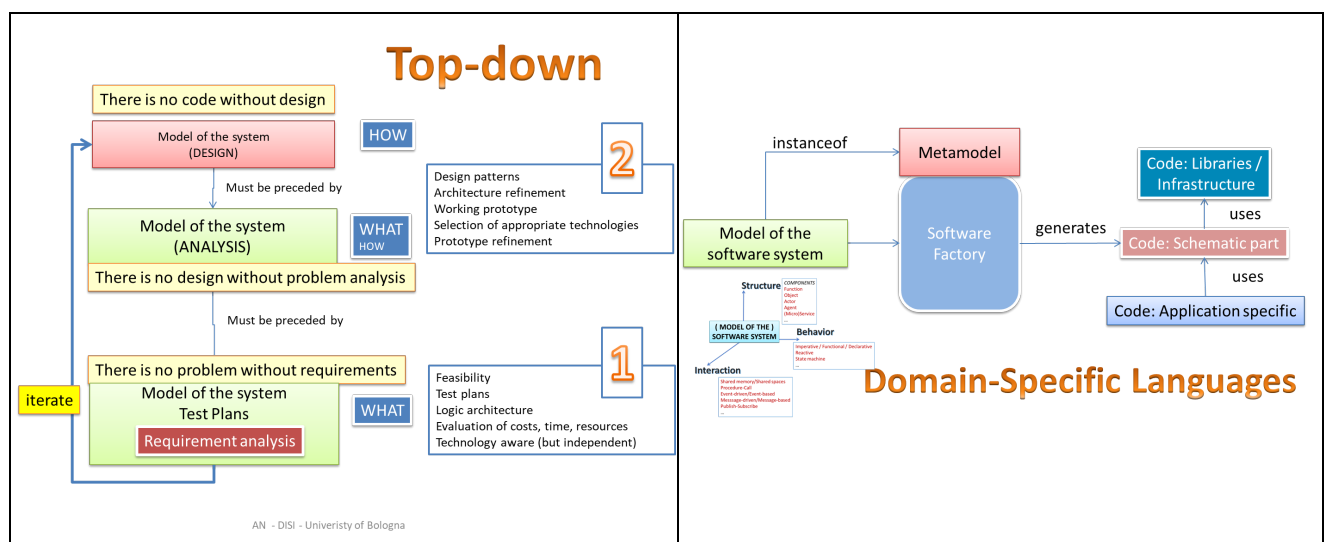 Top-down
There is no code without design
Model of the system
(DESIGN)
HOW
Must be preceded by
Model of the system
(ANALYSIS)
WHAT
HOW
There is no design without problem analysis
Must be preceded by
There is no problem without requirements
Model of the system
Test Plans
Requirement analysis
WHAT
iterate
2
Design patterns
Architecture refinement
Working prototype
Selection of appropriate technologies
Prototype refinement
1
Feasibility
Test plans
Logic architecture
Evaluation of costs, time, resources
Technology aware (but independent)
AN - DISI - Univeristy of Bologna
instanceof
Metamodel
Model of the
software system
Software
Factory
generates
Code: Libraries /
Infrastructure
uses
Code: Schematic part
uses
Code: Application specific
Structure
COMPONENTS
Function
Object
Actor
Agent
(Micro)Service
...
( MODEL OF THE )
SOFTWARE SYSTEM
Behavior
Imperative / Functional / Declarative
Reactive
State machine
...
Interaction
Shared memory/Shared spaces
Procedure-Call
Event-driven/Event-based
Message-driven/Message-based
Publish-Subscribe
...
Domain-Specific Languages